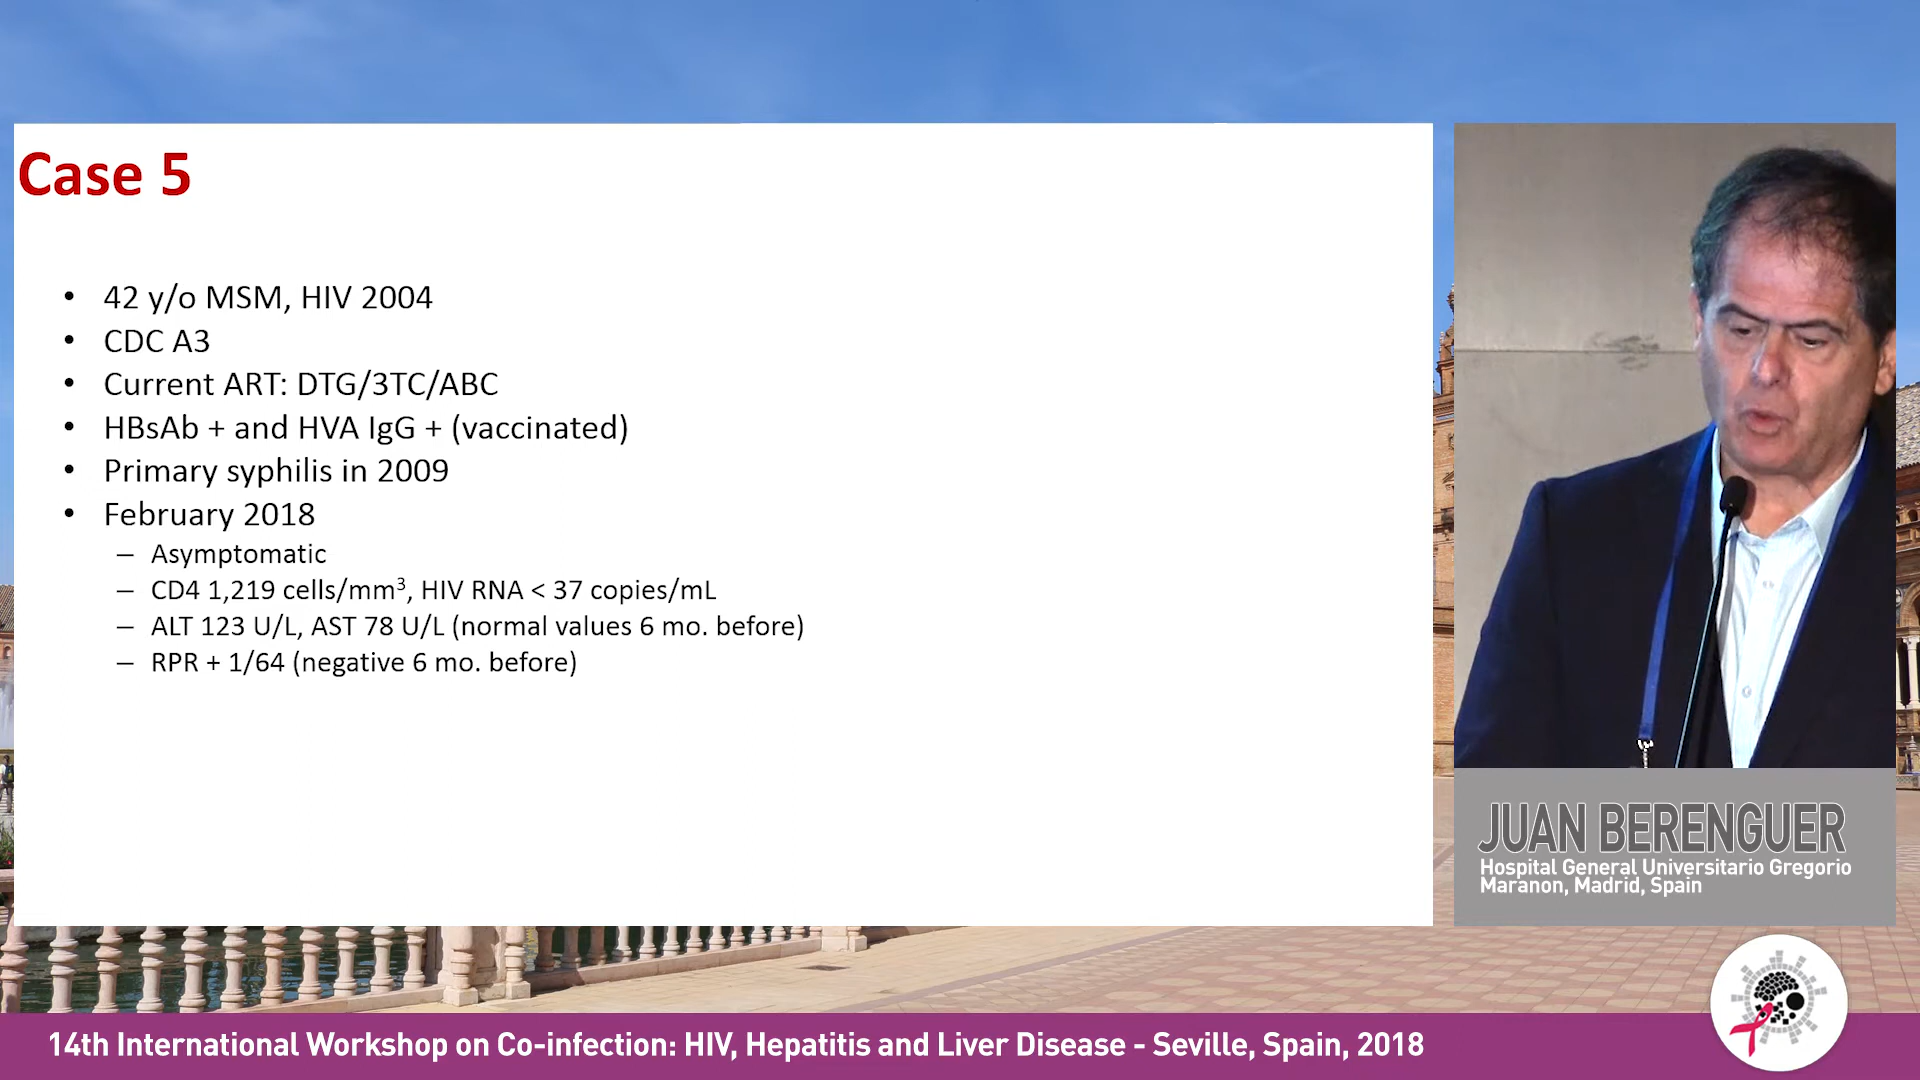 Case 5
• 42 y/o MSM, HIV 2004
• CDC A3
• Current ART: DTG/3TC/ABC
• HBsAb + and HVA IgG + (vaccinated)
• Primary syphilis in 2009
• February 2018
– Asymptomatic
– CD4 1,219 cells/mm³, HIV RNA < 37 copies/mL
– ALT 123 U/L, AST 78 U/L (normal values 6 mo. before)
– RPR + 1/64 (negative 6 mo. before)
JUAN BERENGUER
Hospital General Universitario Gregorio
Maranon, Madrid, Spain
14th International Workshop on Co-infection: HIV, Hepatitis and Liver Disease - Seville, Spain, 2018